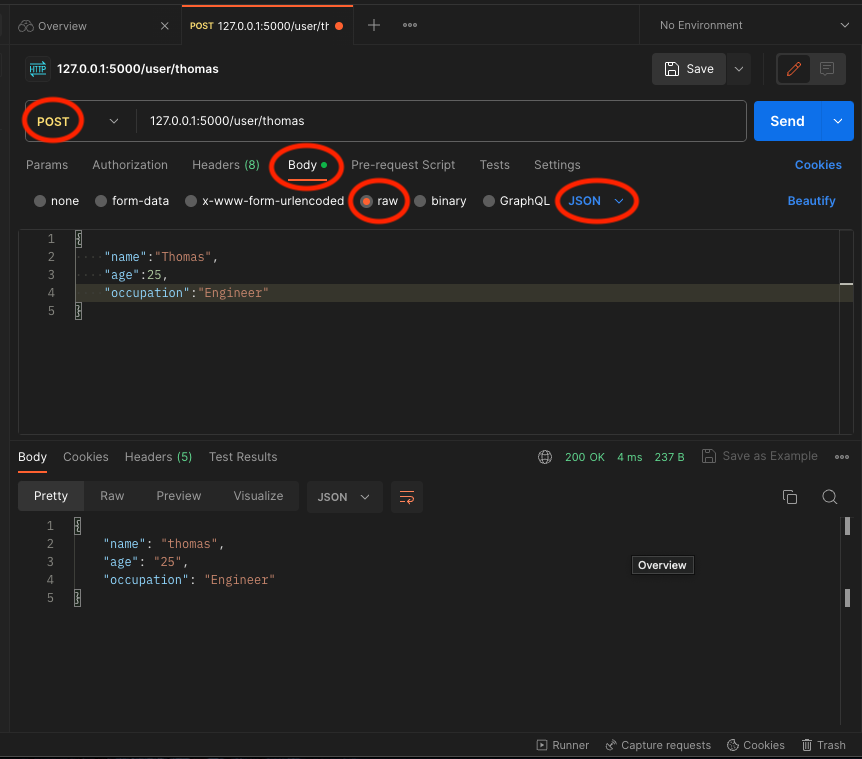 Overview
POST 127.0.0.1:5000/user/th
No Environment
HTTP 127.0.0.1:5000/user/thomas
Save
POST 127.0.0.1:5000/user/thomas
Send
Params Authorization Headers (8) Body Pre-request Script Tests Settings Cookies
none form-data x-www-form-urlencoded raw binary GraphQL JSON Beautify
1 {
2 "name":"Thomas",
3 "age":25,
4 "occupation":"Engineer"
5 }
Body Cookies Headers (5) Test Results 200 OK 4 ms 237 B Save as Example
Pretty Raw Preview Visualize JSON
1 {
2 "name": "thomas",
3 "age": "25",
4 "occupation": "Engineer"
5 }
Overview
Runner Capture requests Cookies Trash